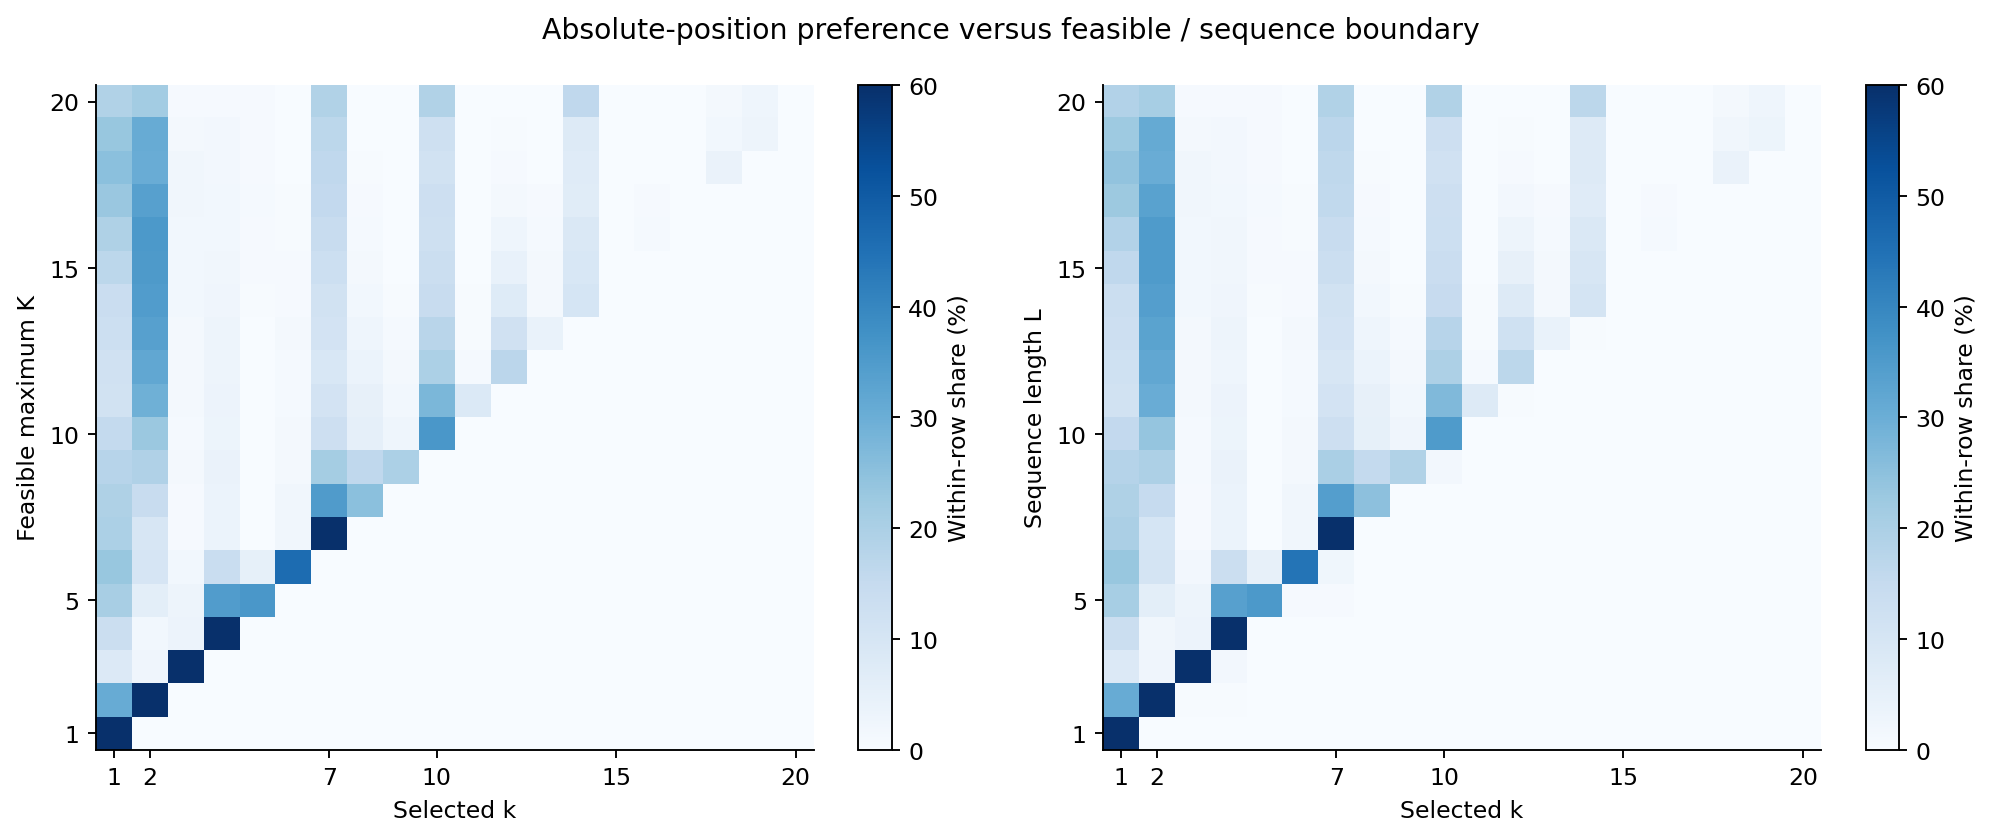 Absolute-position preference versus feasible / sequence boundary
Feasible maximum K
20
15
10
5
1
1 2 7 10 15 20
Selected k
60
50
40
30
20
10
0
Within-row share (%)
Sequence length L
20
15
10
5
1
1 2 7 10 15 20
Selected k
60
50
40
30
20
10
0
Within-row share (%)